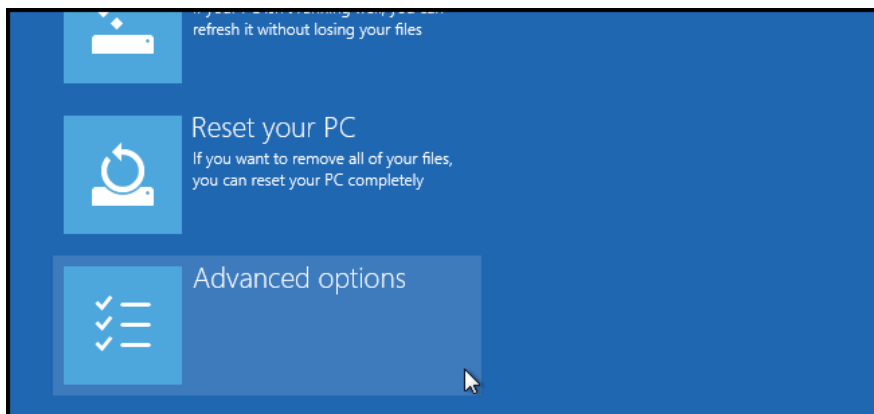 refresh it without losing your files
Reset your PC
If you want to remove all of your files,
you can reset your PC completely
Advanced options